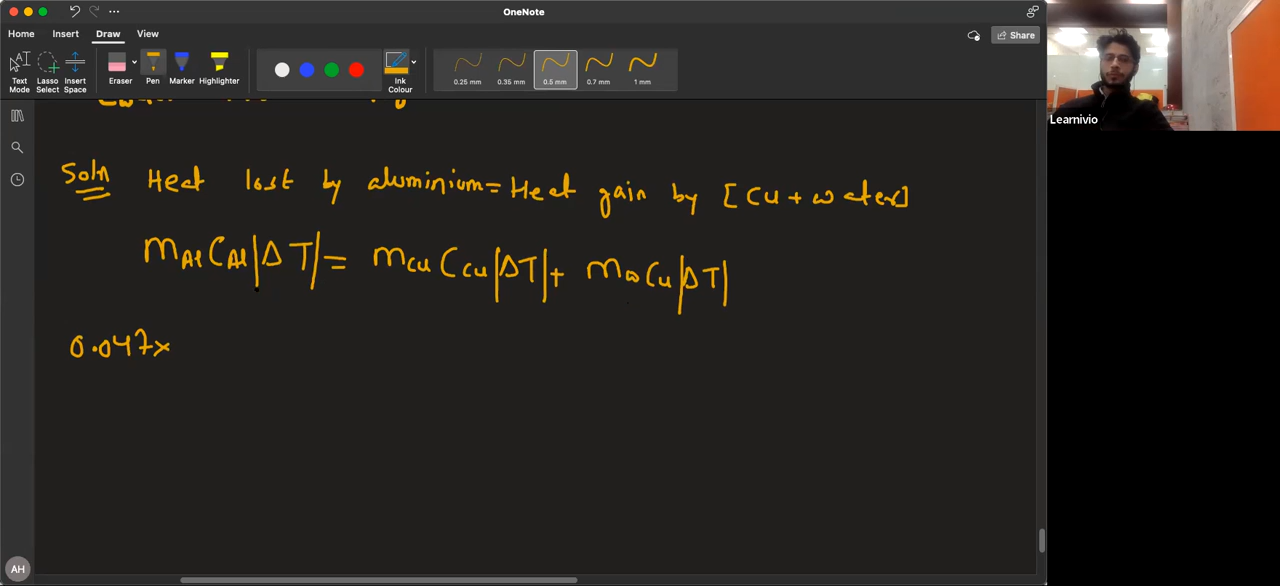 OneNote
Home Insert Draw View
Share
Text Mode Lasso Select Insert Space Eraser Pen Marker Highlighter Ink Colour 0.25 mm 0.35 mm 0.5 mm 0.7 mm 1 mm
Learnivio
Soln Heat lost by aluminium = Heat gain by [Cu + water]
mAl CAl |ΔT| = mCu CCu |ΔT| + mω Cω |ΔT|
0.047×
AH